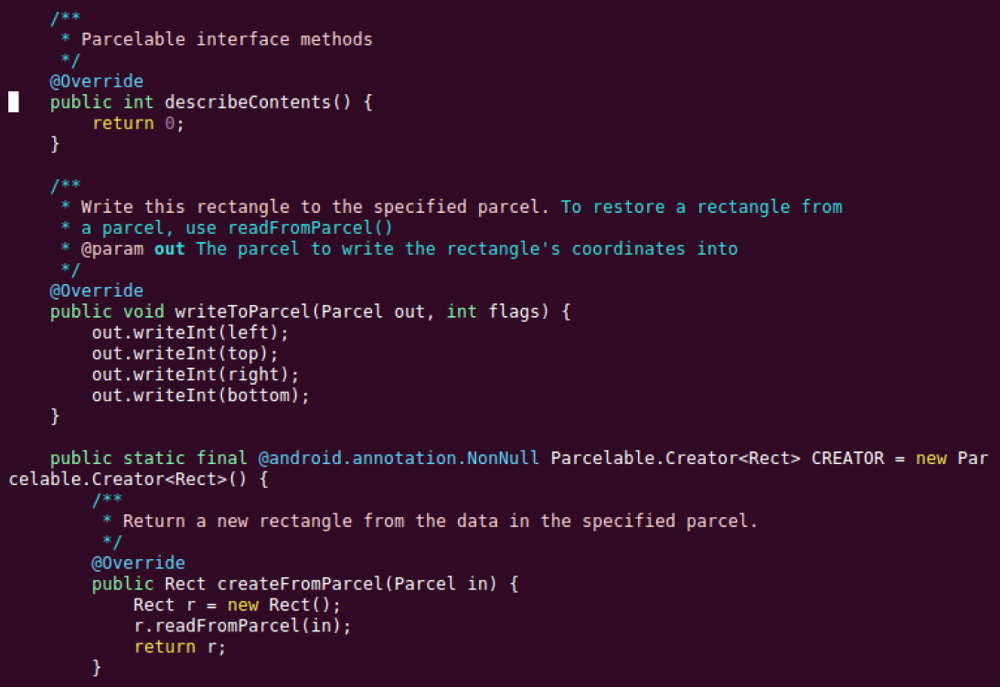 /**
     * Parcelable interface methods
     */
    @Override
    public int describeContents() {
        return 0;
    }

    /**
     * Write this rectangle to the specified parcel. To restore a rectangle from
     * a parcel, use readFromParcel()
     * @param out The parcel to write the rectangle's coordinates into
     */
    @Override
    public void writeToParcel(Parcel out, int flags) {
        out.writeInt(left);
        out.writeInt(top);
        out.writeInt(right);
        out.writeInt(bottom);
    }

    public static final @android.annotation.NonNull Parcelable.Creator<Rect> CREATOR = new Par
celable.Creator<Rect>() {
        /**
         * Return a new rectangle from the data in the specified parcel.
         */
        @Override
        public Rect createFromParcel(Parcel in) {
            Rect r = new Rect();
            r.readFromParcel(in);
            return r;
        }